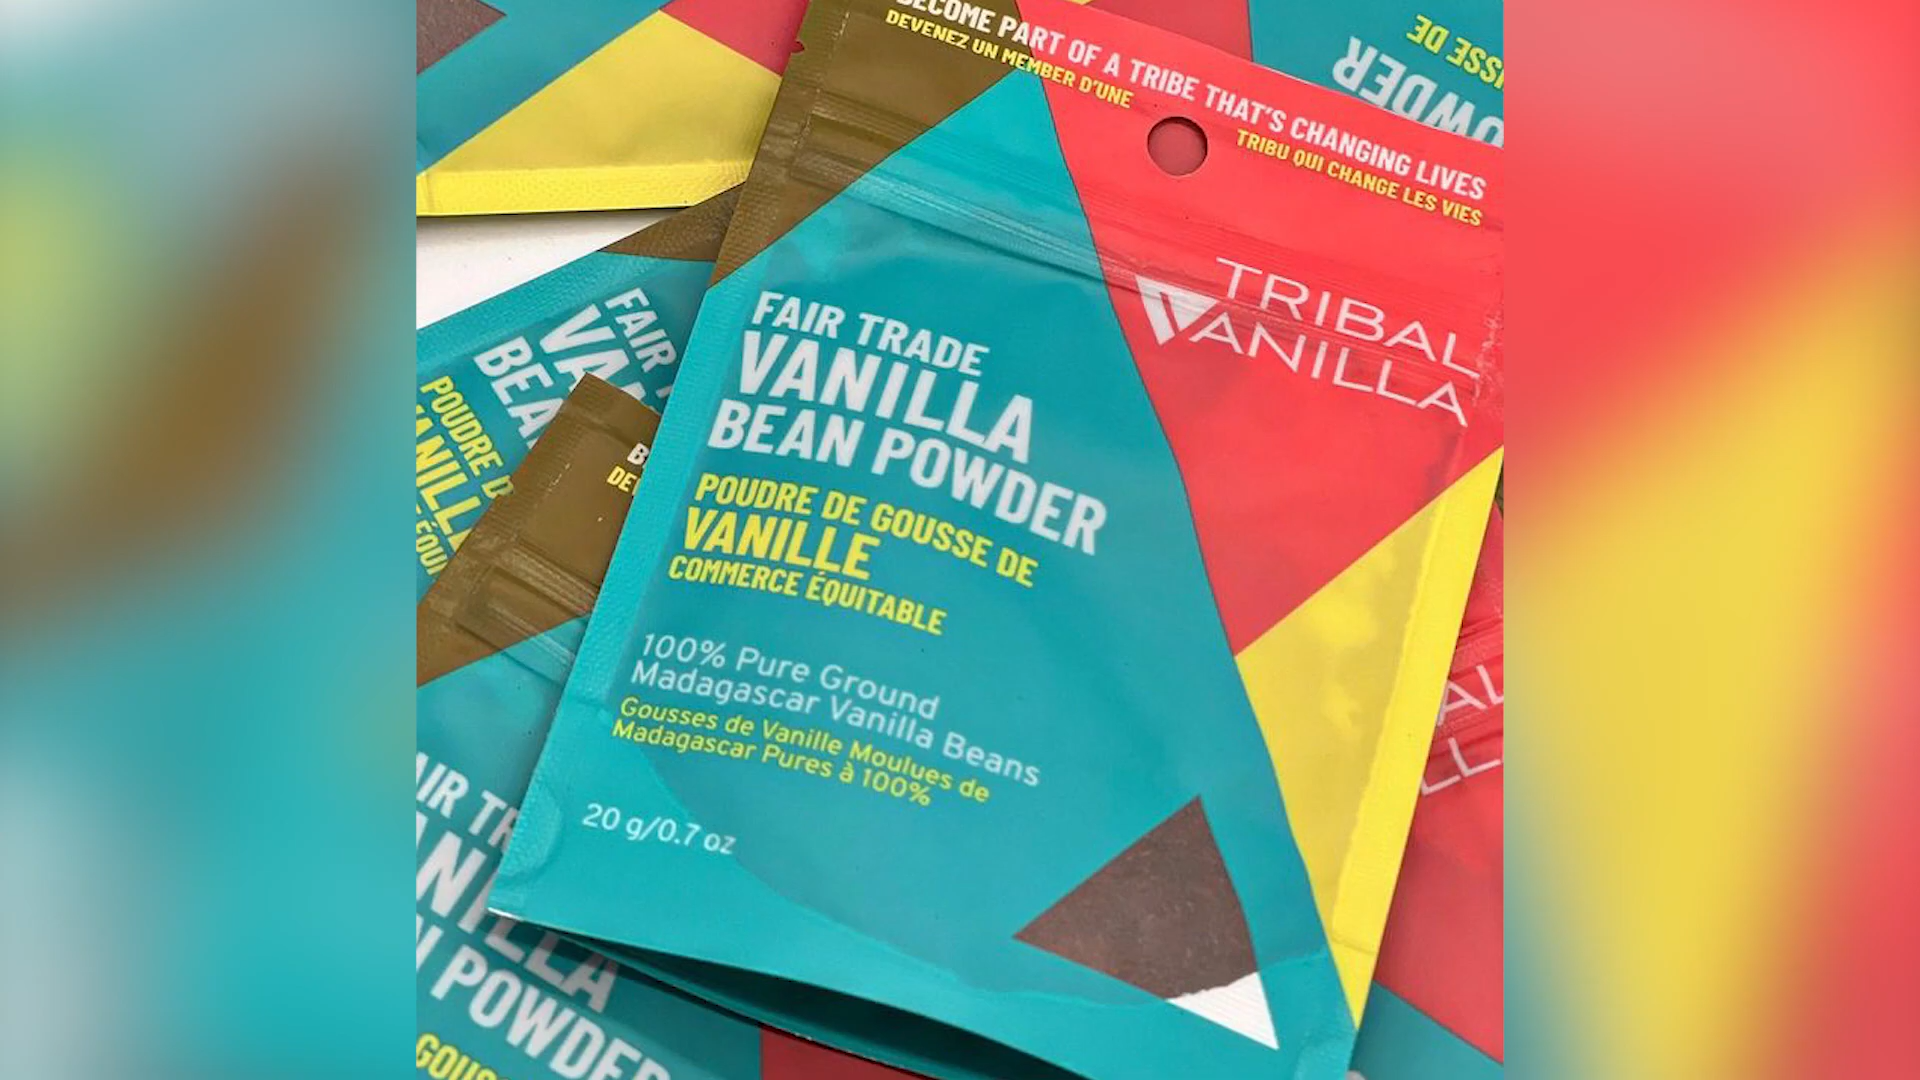 BECOME PART OF A TRIBE THAT'S CHANGING LIVES
DEVENEZ UN MEMBER D'UNE
TRIBU QUI CHANGE LES VIES
TRIBAL
VANILLA
FAIR TRADE
VANILLA
BEAN POWDER
POUDRE DE GOUSSE DE
VANILLE
COMMERCE ÉQUITABLE
100% Pure Ground
Madagascar Vanilla Beans
Gousses de Vanille Moulues de
Madagascar Pures à 100%
20 g/0.7 oz
FAIR
POUDRE